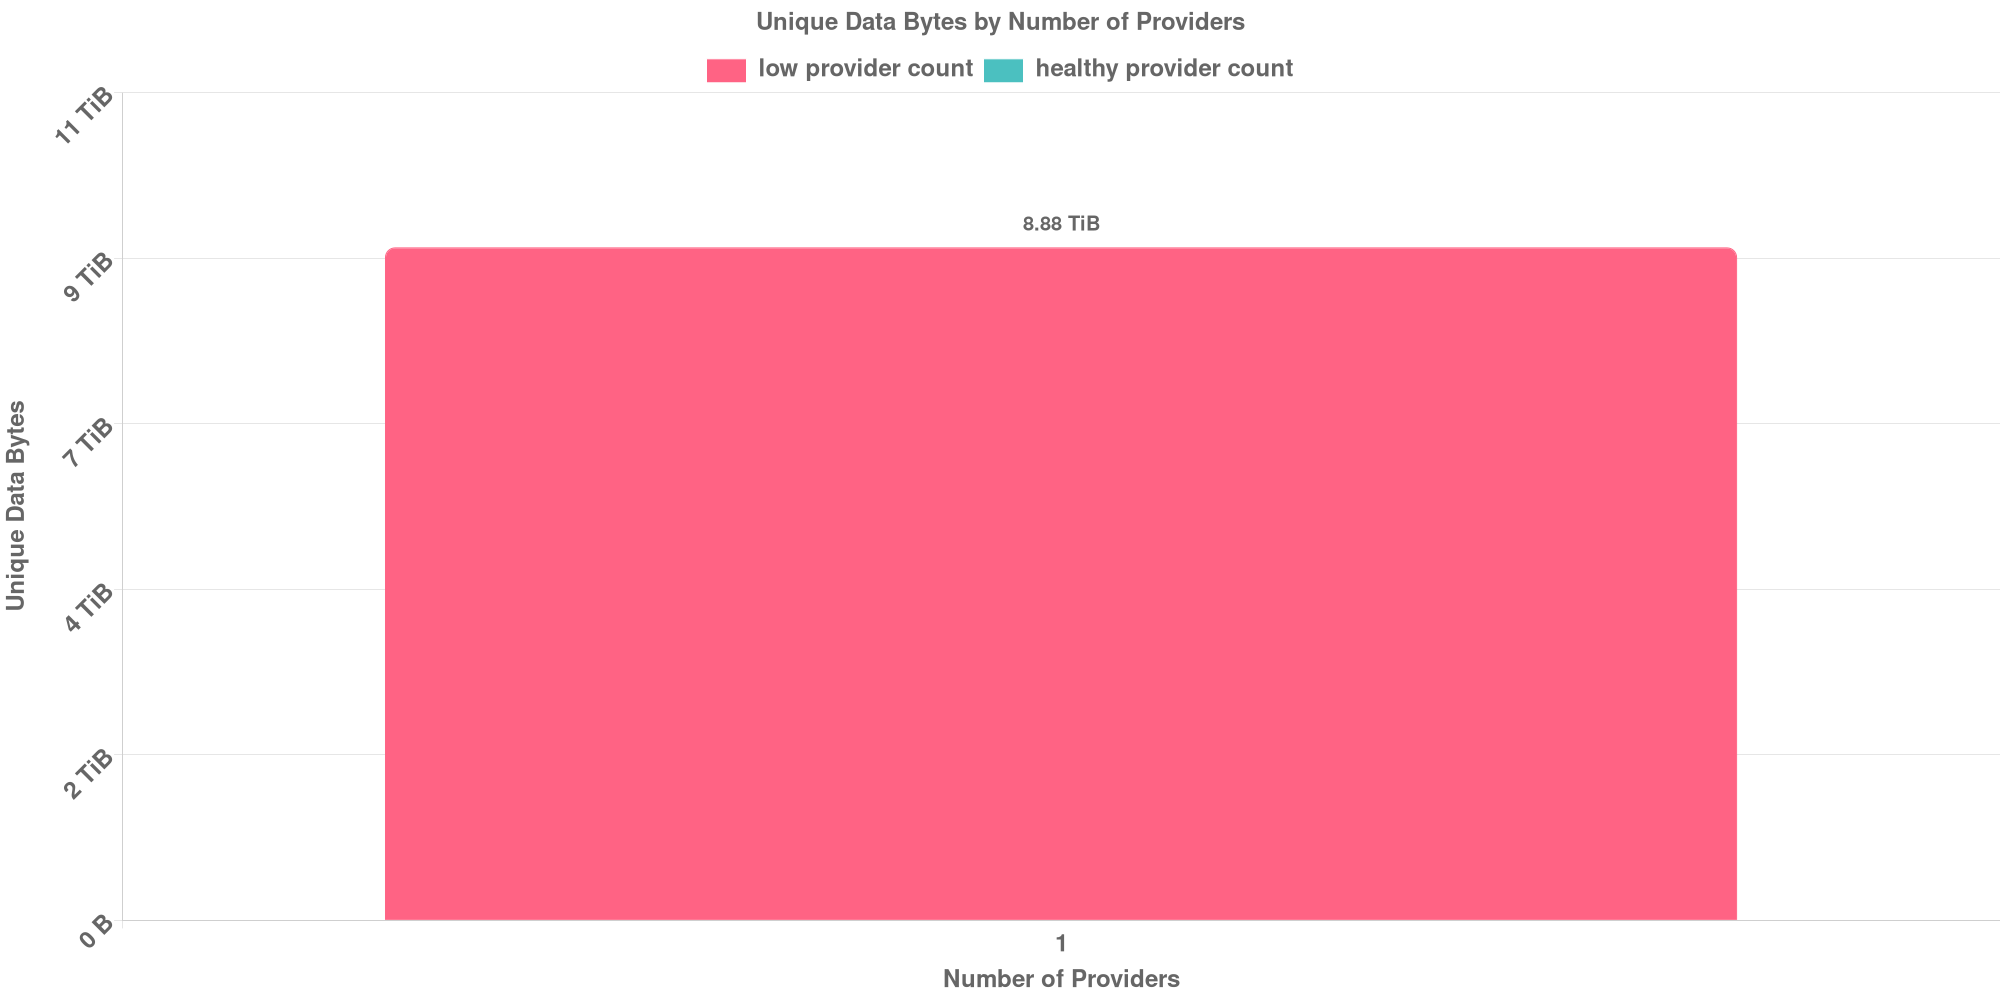 Unique Data Bytes by Number of Providers
low provider count healthy provider count
11 TiB
8.88 TiB
9 TiB
7 TiB
4 TiB
2 TiB
0 B
Unique Data Bytes
1
Number of Providers